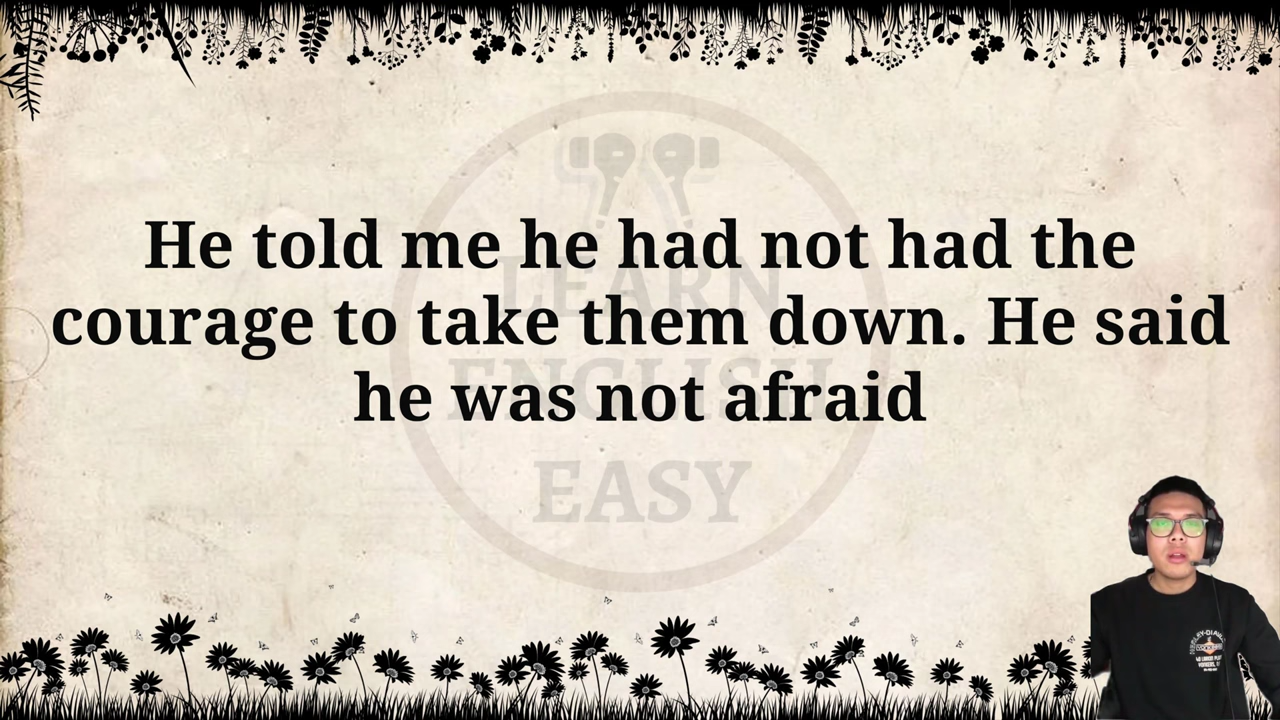 He told me he had not had the
courage to take them down. He said
he was not afraid
LEARN
ENGLISH
EASY